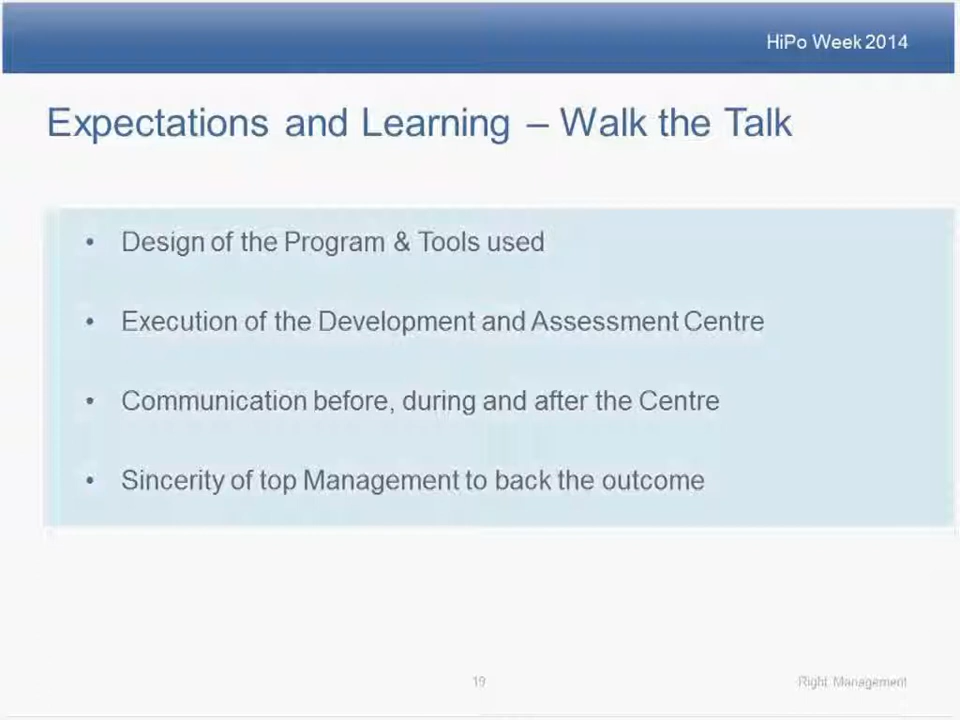 HiPo Week 2014
Expectations and Learning – Walk the Talk
• Design of the Program & Tools used
• Execution of the Development and Assessment Centre
• Communication before, during and after the Centre
• Sincerity of top Management to back the outcome
19
Right Management